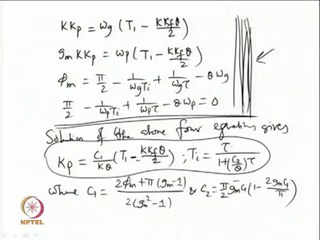 KKp = ωg (T₁ − KKfθ/2)
gm KKp = ωp (T₁ − KKfθ/2)
φm = π/2 − 1/(ωgTi) + 1/(ωgτ) − θωg
π/2 − 1/(ωpTi) + 1/(ωpτ) − θωp = 0
Solution of the above four equations gives
Kp = C₁/(Kθ) (T₁ − KKfθ/2) ; Ti = τ/(1+(C₂/θ)τ)
where C₁ = (2φm + π(gm−1))/(2(gm²−1)) & C₂ = π/2 gmC₁(1 − 2gmC₁/π)
NPTEL